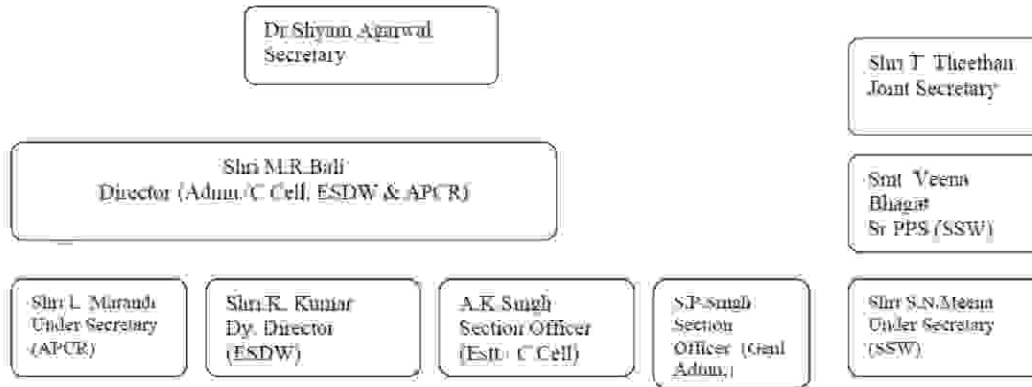 Dr.Shyam Agarwal
Secretary
Shri T. Theethan
Joint Secretary
Shri M.R.Bali
Director (Admn./C.Cell, ESDW & APCR)
Smt. Veena
Bhagat
Sr PPS (SSW)
Shri L. Marandi
Under Secretary
(APCR)
Shri.K. Kumar
Dy. Director
(ESDW)
A.K.Singh
Section Officer
(Estt./ C.Cell)
S.P.Singh
Section
Officer (Genl
Admn.)
Shri S.N.Meena
Under Secretary
(SSW)